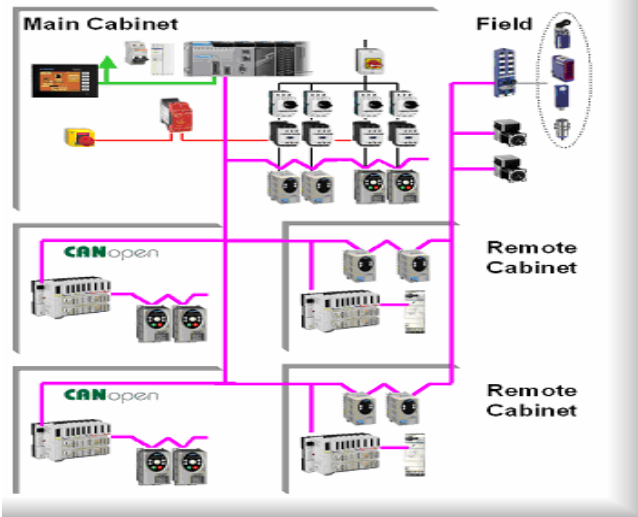 Main Cabinet
Field
CANopen
Remote
Cabinet
CANopen
Remote
Cabinet